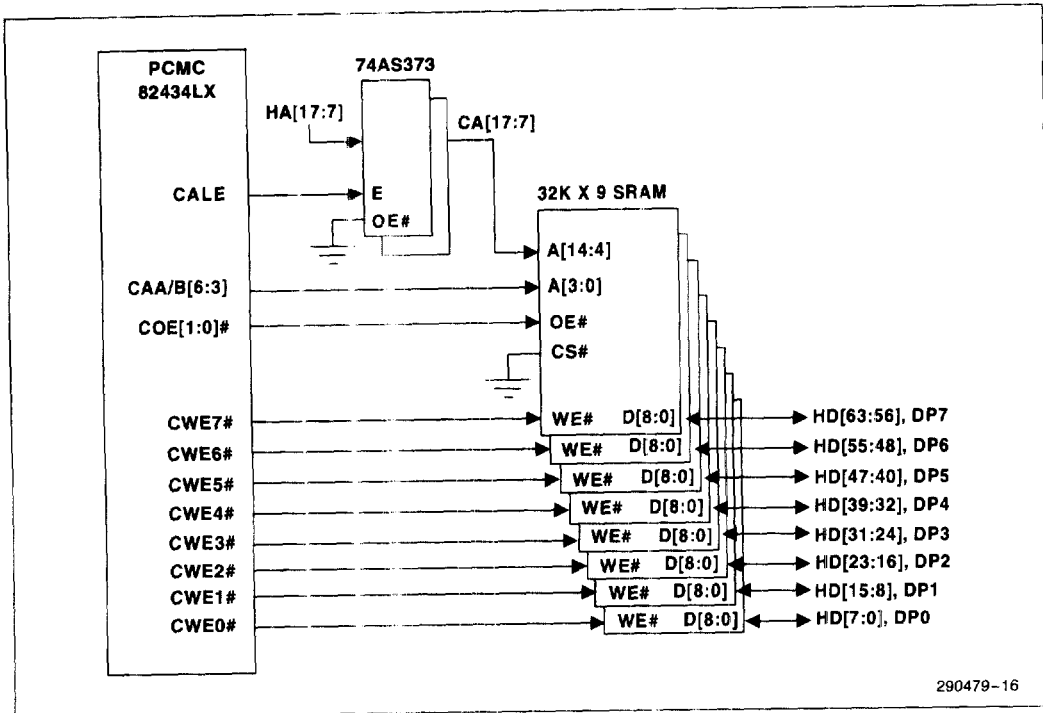 PCMC
82434LX
74AS373
HA[17:7]
CA[17:7]
CALE
E
OE#
32K X 9 SRAM
A[14:4]
CAA/B[6:3]
A[3:0]
COE[1:0]#
OE#
CS#
CWE7#
WE# D[8:0]
HD[63:56], DP7
CWE6#
WE# D[8:0]
HD[55:48], DP6
CWE5#
WE# D[8:0]
HD[47:40], DP5
CWE4#
WE# D[8:0]
HD[39:32], DP4
CWE3#
WE# D[8:0]
HD[31:24], DP3
CWE2#
WE# D[8:0]
HD[23:16], DP2
CWE1#
WE# D[8:0]
HD[15:8], DP1
CWE0#
WE# D[8:0]
HD[7:0], DP0
290479-16